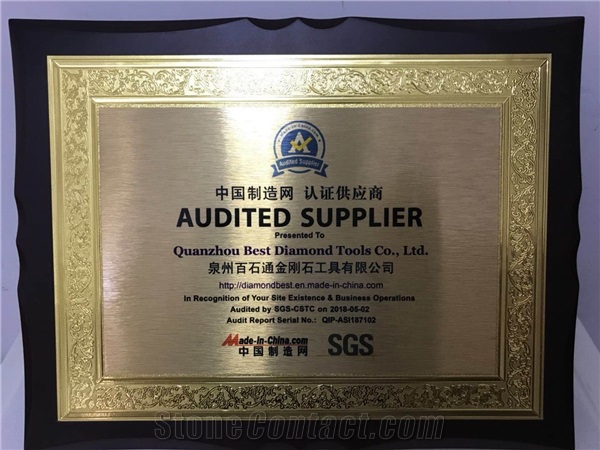 Audited Supplier
中国制造网 认证供应商
AUDITED SUPPLIER
Presented To
Quanzhou Best Diamond Tools Co., Ltd.
泉州百石通金刚石工具有限公司
http://diamondbest.en.made-in-china.com
In Recognition of Your Site Existence & Business Operations
Audited by SGS-CSTC on 2018-05-02
Audit Report Serial No.: QIP-ASI187102
Made-in-China.com
中国制造网
SGS
StoneContact.com